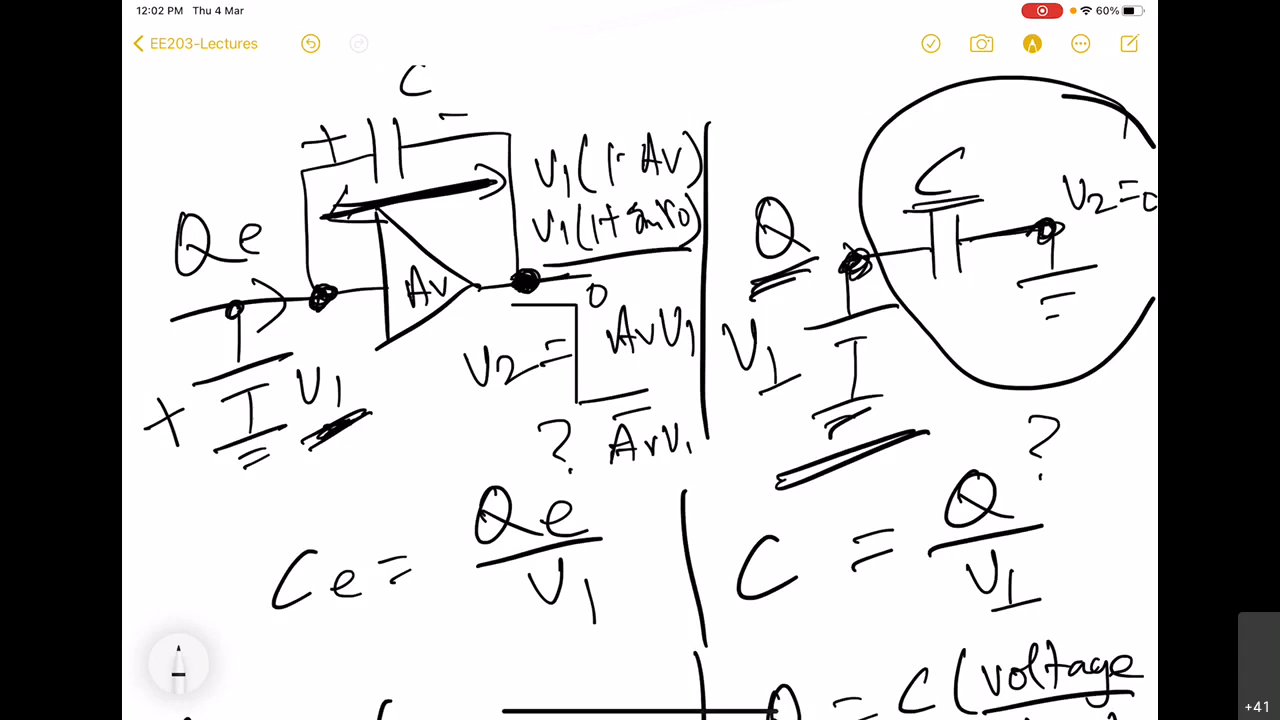 12:02 PM Thu 4 Mar
60%
EE203-Lectures
C
+ -
V1(1-Av)
V1(1+gmro)
Qe
Av
0
V2 =
AvV1
+
V1
?
AvV1
Ce = Qe / V1
C
V2=0
Q
V1
?
C = Q / V1
Q = C (voltage
+41